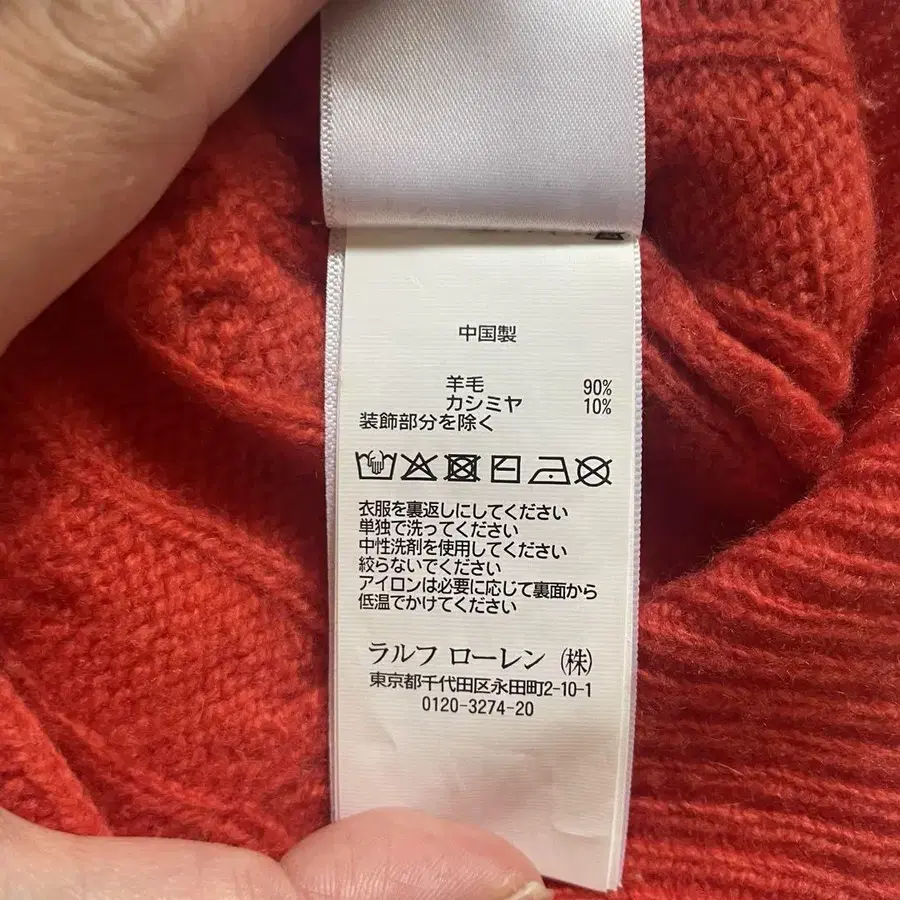 中国製
羊毛 90%
カシミヤ 10%
装飾部分を除く
衣服を裏返しにしてください
単独で洗ってください
中性洗剤を使用してください
絞らないでください
アイロンは必要に応じて裏面から
低温でかけてください
ラルフ ローレン (株)
東京都千代田区永田町2-10-1
0120-3274-20